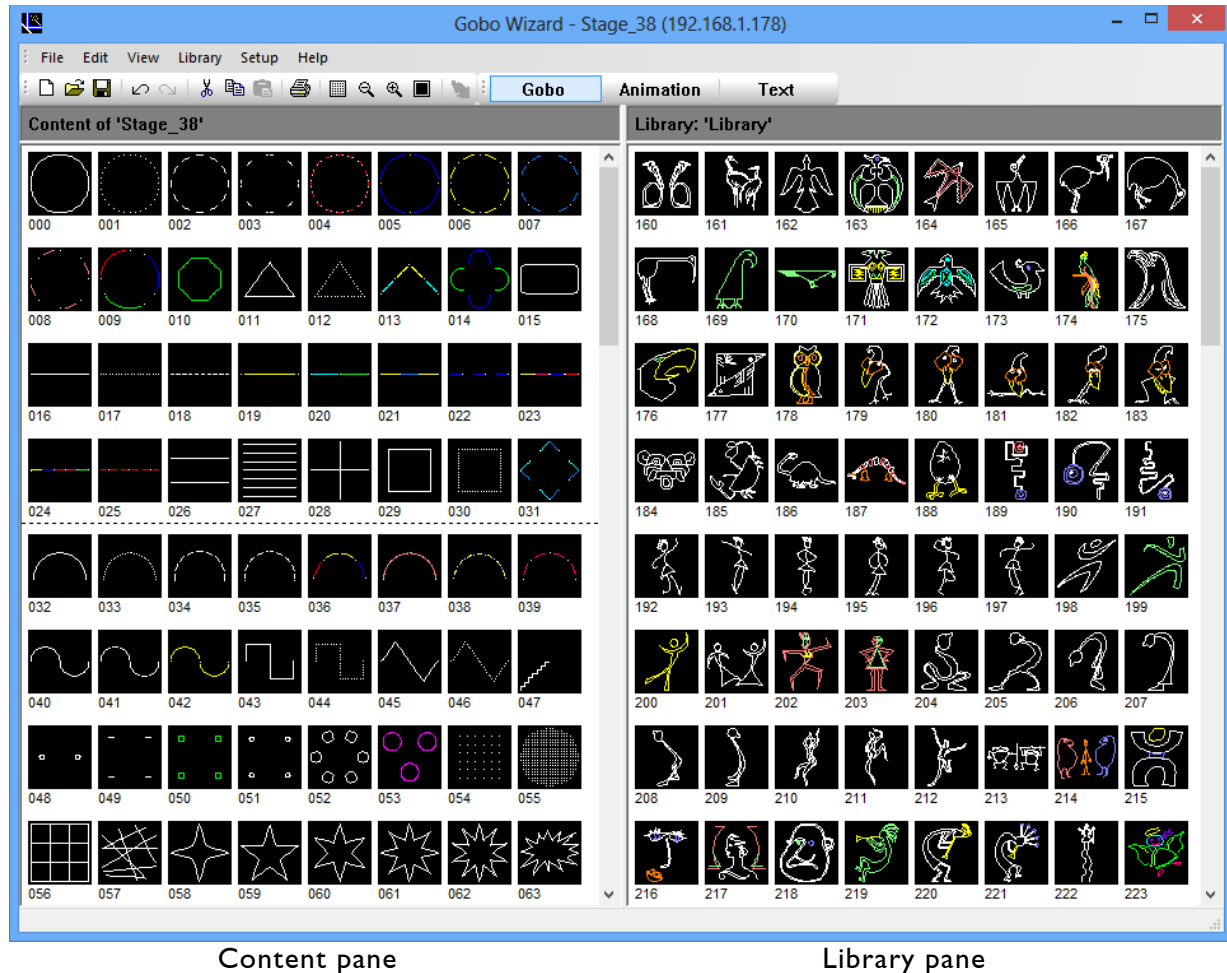 Gobo Wizard - Stage_38 (192.168.1.178)
File Edit View Library Setup Help
Gobo Animation Text
Content of 'Stage_38' Library: 'Library'
000 001 002 003 004 005 006 007 160 161 162 163 164 165 166 167
008 009 010 011 012 013 014 015 168 169 170 171 172 173 174 175
016 017 018 019 020 021 022 023 176 177 178 179 180 181 182 183
024 025 026 027 028 029 030 031 184 185 186 187 188 189 190 191
032 033 034 035 036 037 038 039 192 193 194 195 196 197 198 199
040 041 042 043 044 045 046 047 200 201 202 203 204 205 206 207
048 049 050 051 052 053 054 055 208 209 210 211 212 213 214 215
056 057 058 059 060 061 062 063 216 217 218 219 220 221 222 223
Content pane Library pane